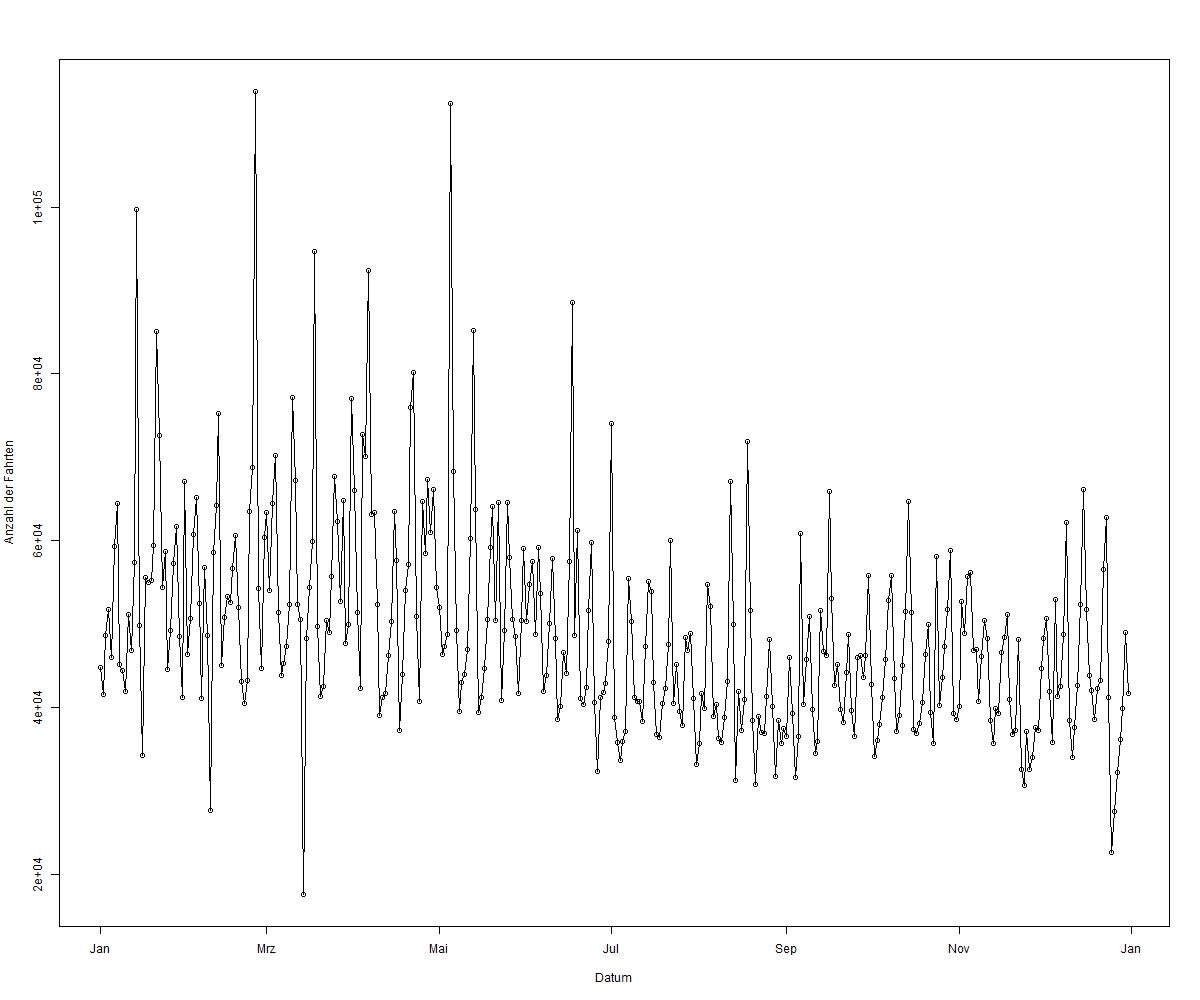 1e+05
8e+04
6e+04
4e+04
2e+04
Anzahl der Fahrten
Jan Mrz Mai Jul Sep Nov Jan
Datum